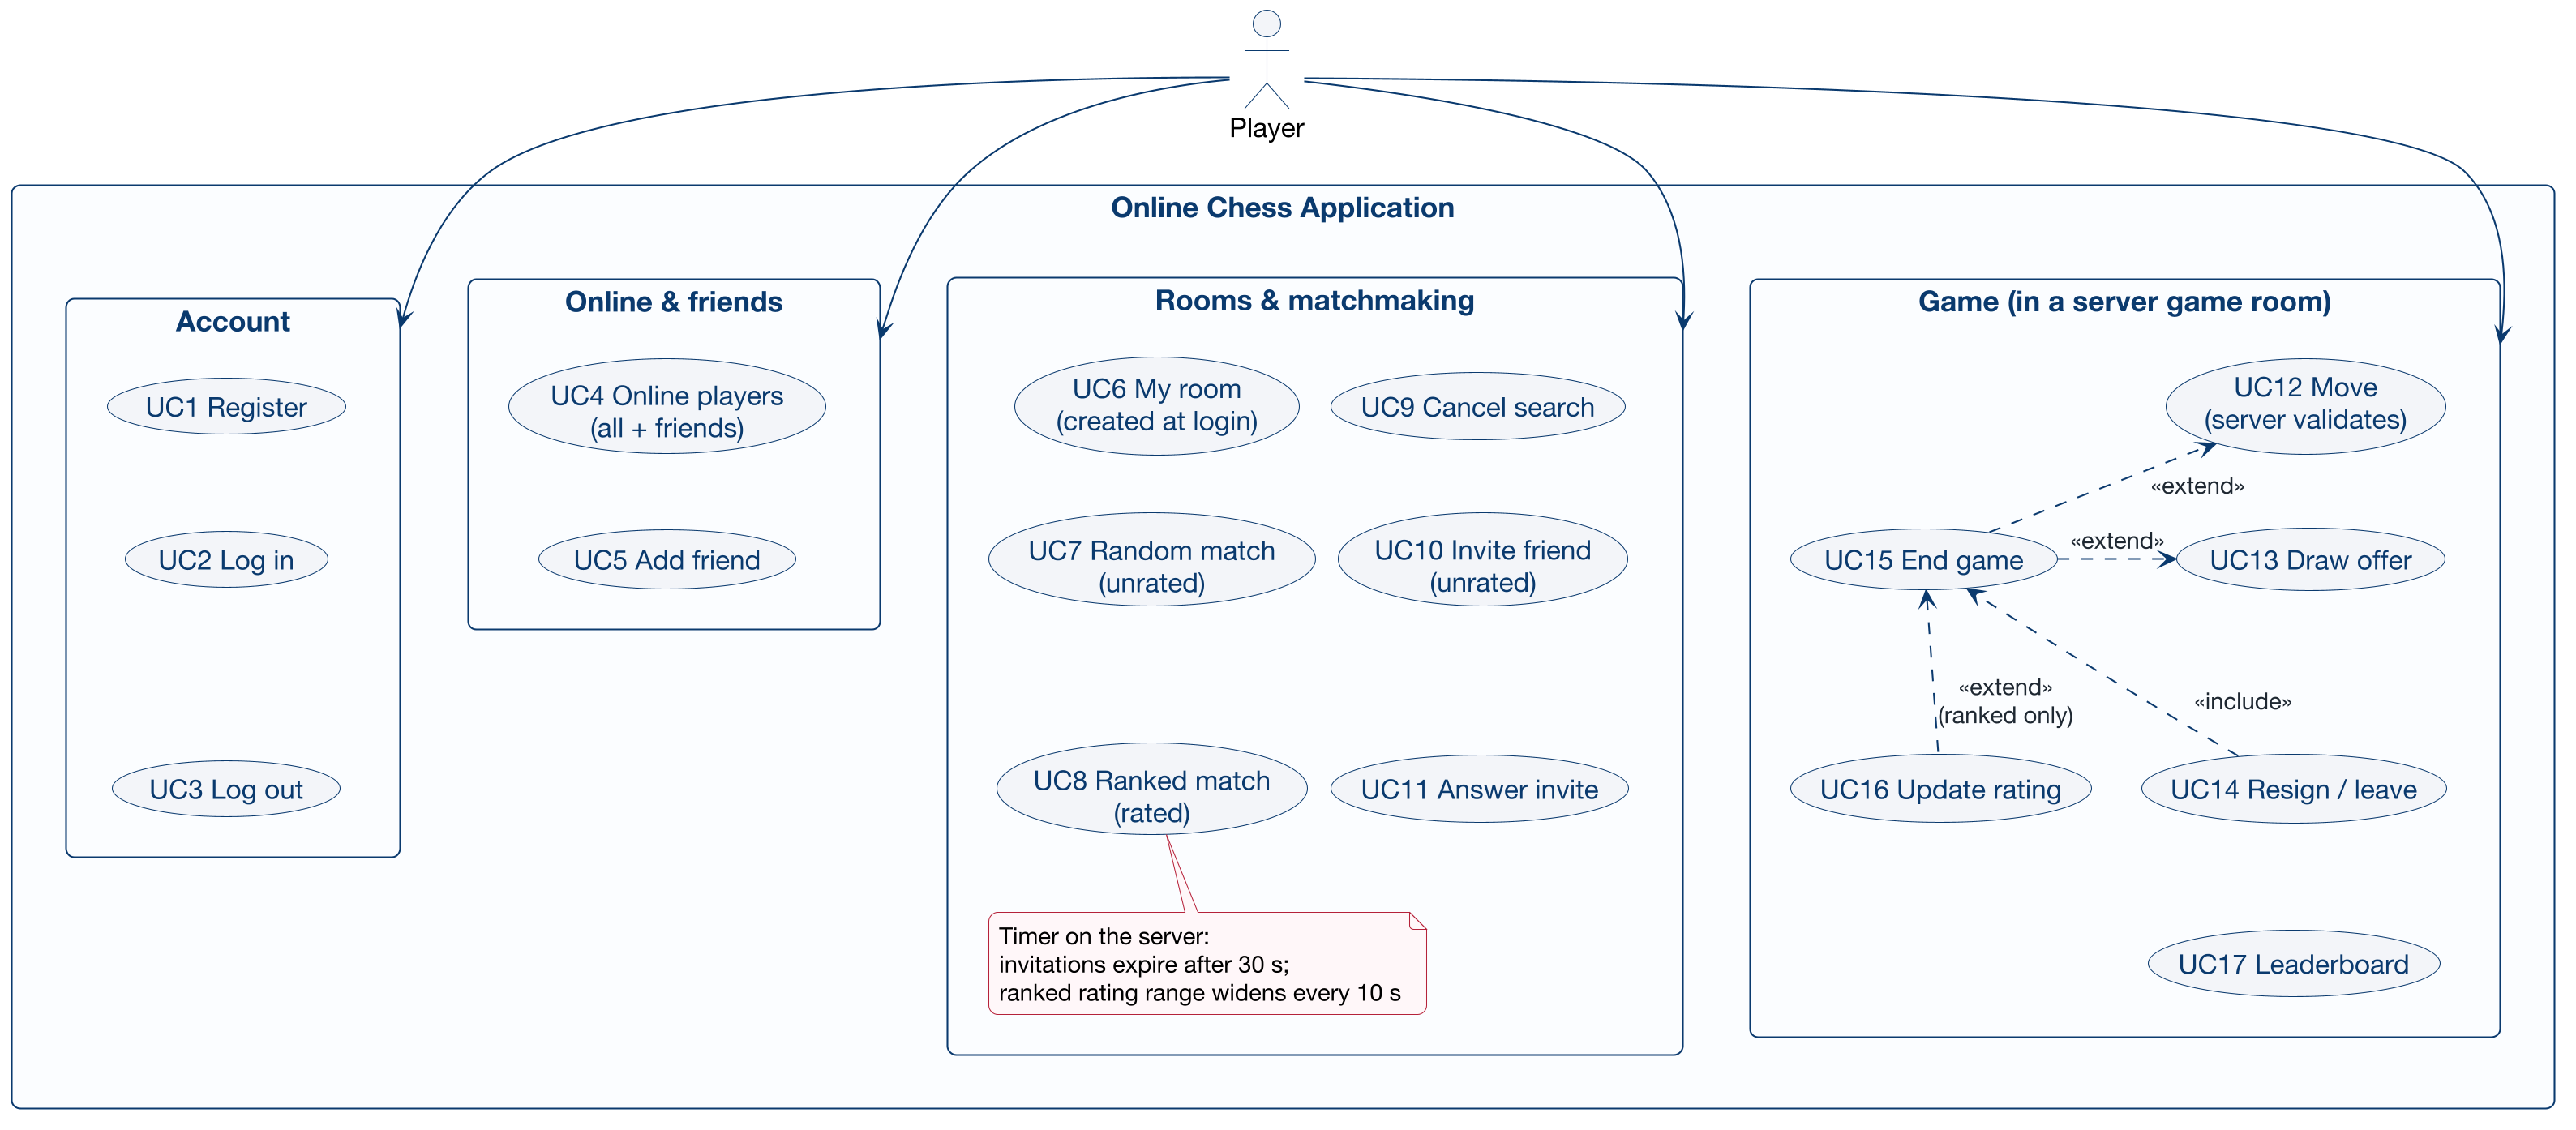 Player
Online Chess Application
Account
UC1 Register
UC2 Log in
UC3 Log out
Online & friends
UC4 Online players
(all + friends)
UC5 Add friend
Rooms & matchmaking
UC6 My room
(created at login)
UC9 Cancel search
UC7 Random match
(unrated)
UC10 Invite friend
(unrated)
UC8 Ranked match
(rated)
UC11 Answer invite
Timer on the server:
invitations expire after 30 s;
ranked rating range widens every 10 s
Game (in a server game room)
UC12 Move
(server validates)
«extend»
UC15 End game
«extend»
UC13 Draw offer
«extend»
(ranked only)
«include»
UC16 Update rating
UC14 Resign / leave
UC17 Leaderboard